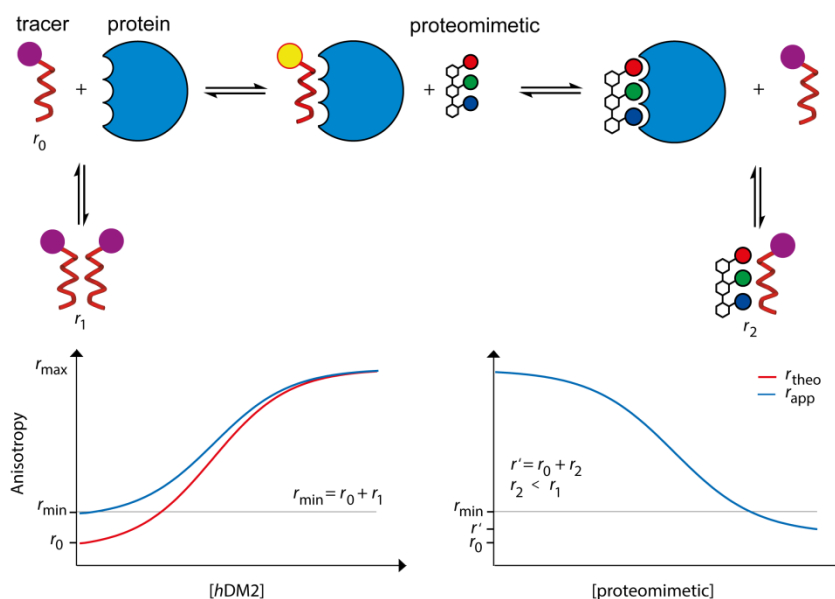 tracer
protein
proteomimetic
+
+
+
r0
r1
r2
rmax
rmin
r0
Anisotropy
rmin = r0 + r1
[hDM2]
rtheo
rapp
r‘ = r0 + r2
r2 < r1
rmin
r‘
r0
[proteomimetic]